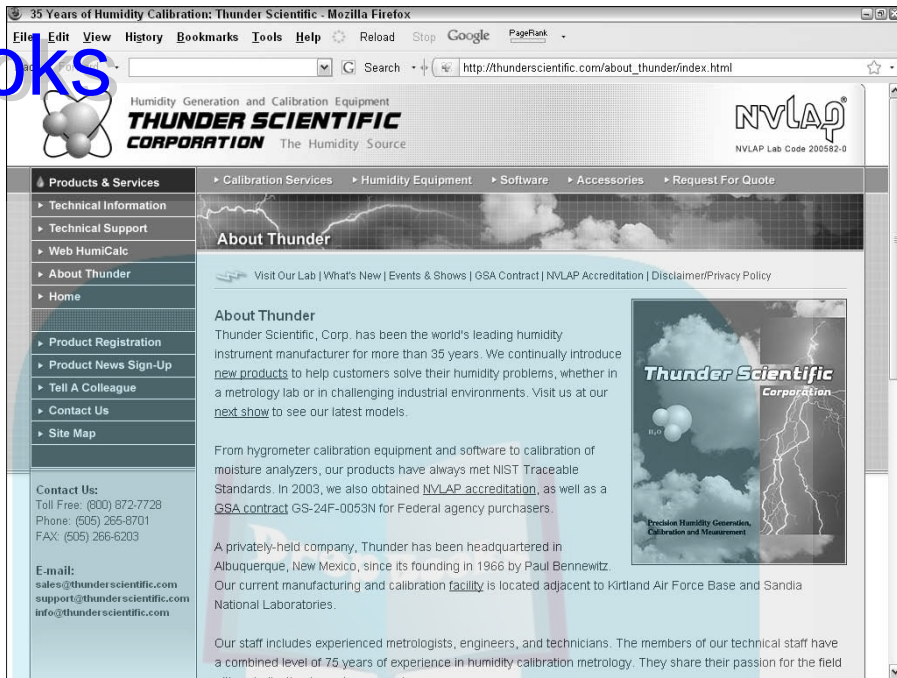 35 Years of Humidity Calibration: Thunder Scientific - Mozilla Firefox
File Edit View History Bookmarks Tools Help Reload Stop Google PageRank
oks
G Search http://thunderscientific.com/about_thunder/index.html
Humidity Generation and Calibration Equipment
THUNDER SCIENTIFIC
CORPORATION The Humidity Source
NVLAP®
NVLAP Lab Code 200582-0
Products & Services
Calibration Services Humidity Equipment Software Accessories Request For Quote
Technical Information
Technical Support
Web HumiCalc
About Thunder
Home
Product Registration
Product News Sign-Up
Tell A Colleague
Contact Us
Site Map
Contact Us:
Toll Free: (800) 872-7728
Phone: (505) 265-8701
FAX: (505) 266-6203
E-mail:
sales@thunderscientific.com
support@thunderscientific.com
info@thunderscientific.com
About Thunder
Visit Our Lab | What's New | Events & Shows | GSA Contract | NVLAP Accreditation | Disclaimer/Privacy Policy
About Thunder
Thunder Scientific, Corp. has been the world's leading humidity
instrument manufacturer for more than 35 years. We continually introduce
new products to help customers solve their humidity problems, whether in
a metrology lab or in challenging industrial environments. Visit us at our
next show to see our latest models.
From hygrometer calibration equipment and software to calibration of
moisture analyzers, our products have always met NIST Traceable
Standards. In 2003, we also obtained NVLAP accreditation, as well as a
GSA contract GS-24F-0053N for Federal agency purchasers.
A privately-held company, Thunder has been headquartered in
Albuquerque, New Mexico, since its founding in 1966 by Paul Bennewitz.
Our current manufacturing and calibration facility is located adjacent to Kirtland Air Force Base and Sandia
National Laboratories.
Our staff includes experienced metrologists, engineers, and technicians. The members of our technical staff have
a combined level of 75 years of experience in humidity calibration metrology. They share their passion for the field
Thunder Scientific
Corporation
H₂O
Precision Humidity Generation,
Calibration and Measurement